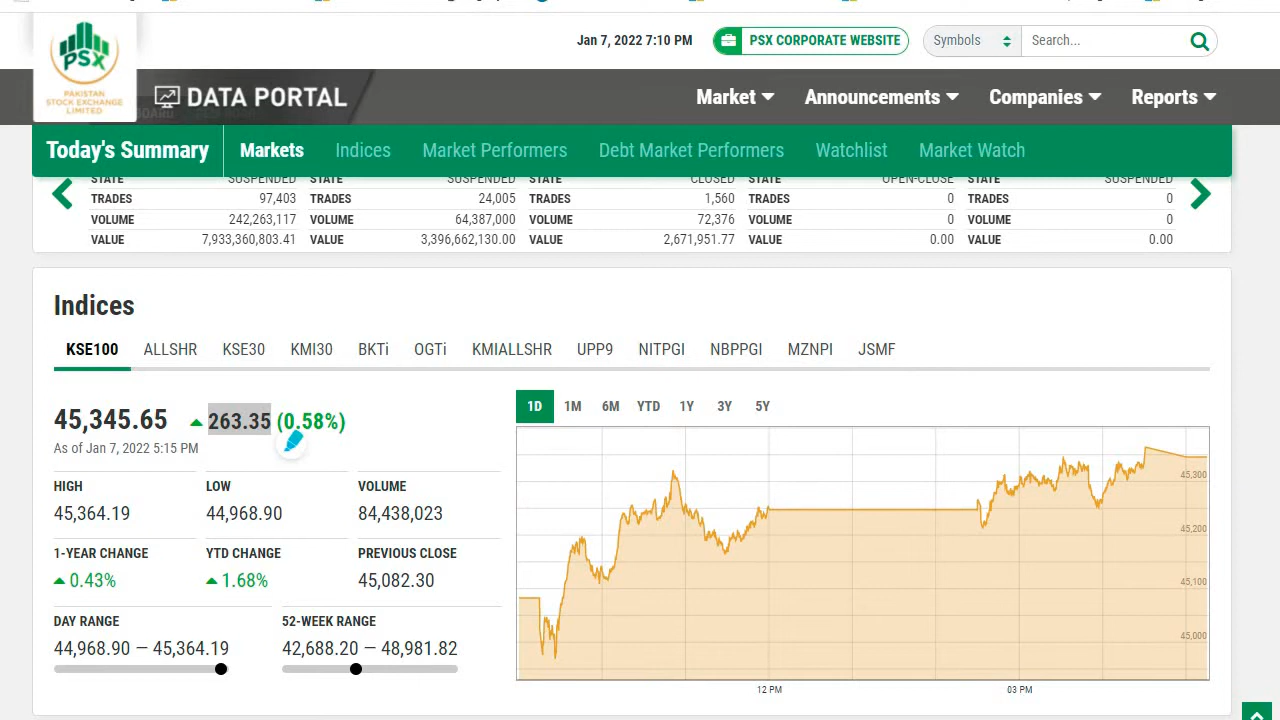 Jan 7, 2022 7:10 PM
PSX CORPORATE WEBSITE
Symbols
Search...
PSX
PAKISTAN
STOCK EXCHANGE
LIMITED
DATA PORTAL
Market
Announcements
Companies
Reports
Today's Summary
Markets
Indices
Market Performers
Debt Market Performers
Watchlist
Market Watch
STATE SUSPENDED STATE SUSPENDED STATE CLOSED STATE OPEN-CLOSE STATE SUSPENDED
TRADES 97,403 TRADES 24,005 TRADES 1,560 TRADES 0 TRADES 0
VOLUME 242,263,117 VOLUME 64,387,000 VOLUME 72,376 VOLUME 0 VOLUME 0
VALUE 7,933,360,803.41 VALUE 3,396,662,130.00 VALUE 2,671,951.77 VALUE 0.00 VALUE 0.00
Indices
KSE100 ALLSHR KSE30 KMI30 BKTi OGTi KMIALLSHR UPP9 NITPGI NBPPGI MZNPI JSMF
45,345.65 263.35 (0.58%)
As of Jan 7, 2022 5:15 PM
HIGH LOW VOLUME
45,364.19 44,968.90 84,438,023
1-YEAR CHANGE YTD CHANGE PREVIOUS CLOSE
0.43% 1.68% 45,082.30
DAY RANGE 52-WEEK RANGE
44,968.90 — 45,364.19 42,688.20 — 48,981.82
1D 1M 6M YTD 1Y 3Y 5Y
45,300
45,200
45,100
45,000
12 PM 03 PM